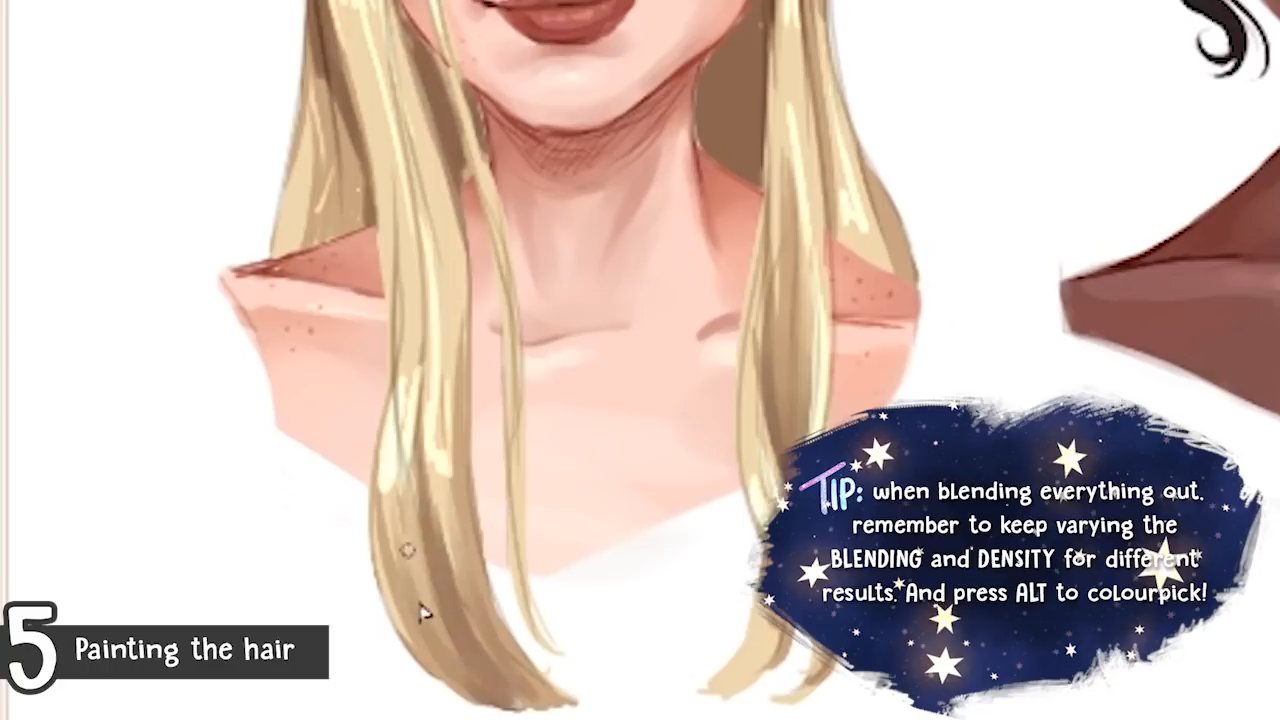 TIP: when blending everything out,
remember to keep varying the
BLENDING and DENSITY for different
results. And press ALT to colourpick!
5 Painting the hair